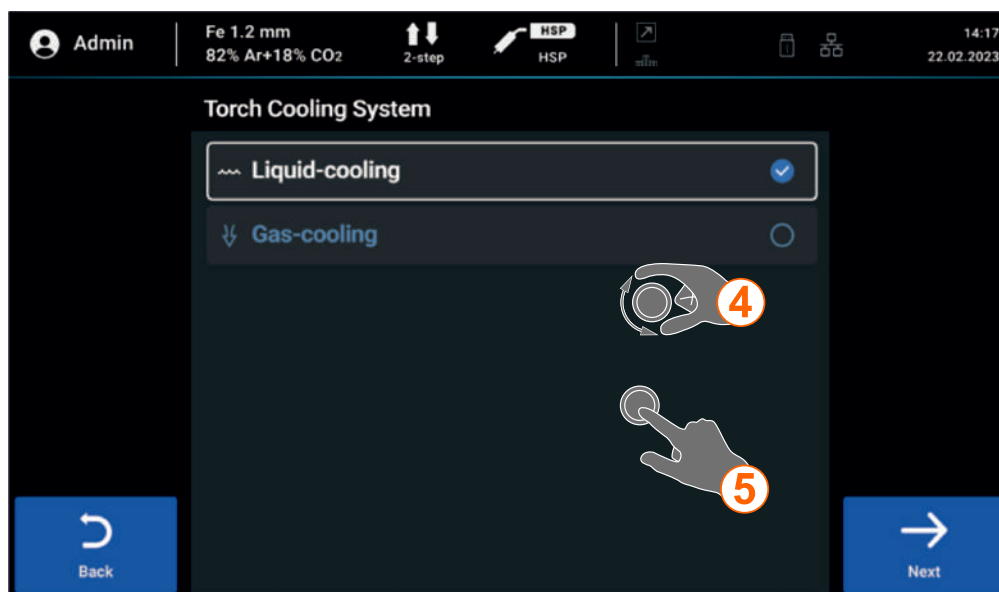 Admin
Fe 1.2 mm
82% Ar+18% CO2
2-step
HSP
HSP
14:17
22.02.2023
Torch Cooling System
Liquid-cooling
Gas-cooling
4
5
Back
Next